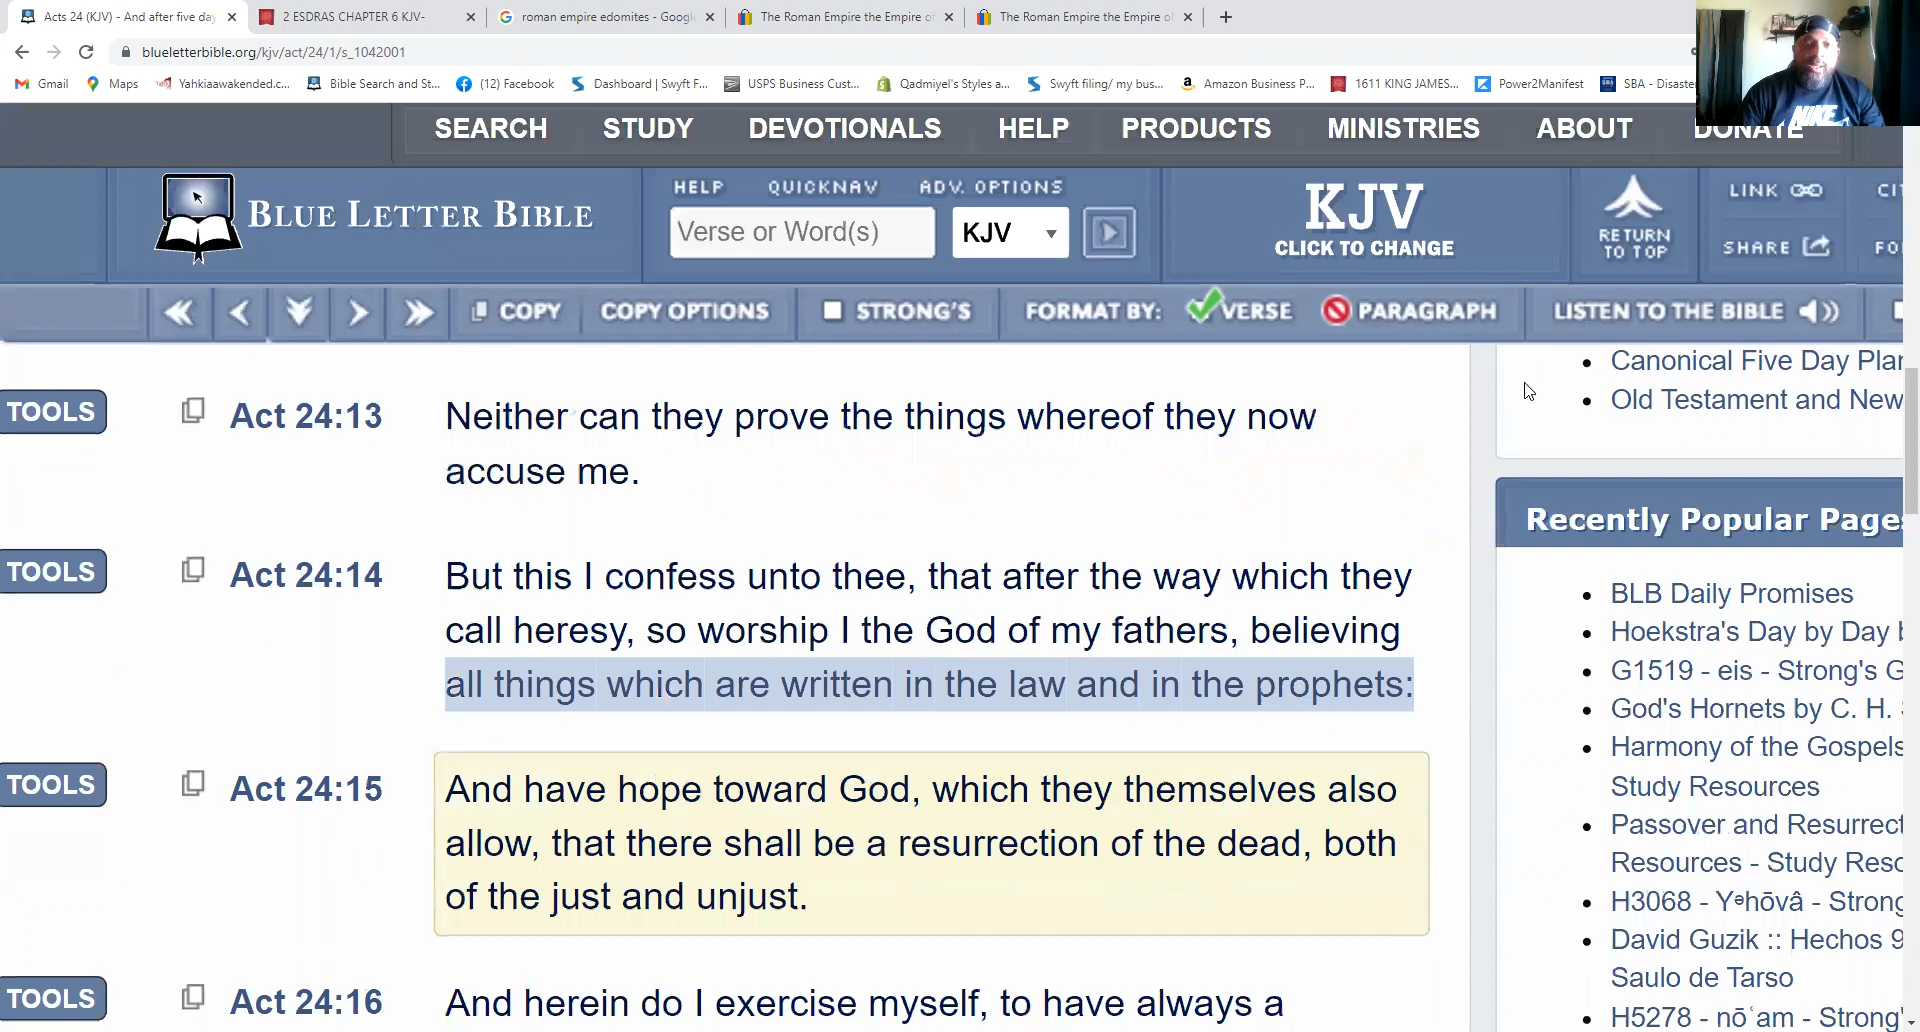 Acts 24 (KJV) - And after five day
2 ESDRAS CHAPTER 6 KJV-
roman empire edomites - Google
The Roman Empire the Empire of
The Roman Empire the Empire of
blueletterbible.org/kjv/act/24/1/s_1042001
Gmail
Maps
Yahkiaawakended.c...
Bible Search and St...
(12) Facebook
Dashboard | Swyft F...
USPS Business Cust...
Qadmiyel's Styles a...
Swyft filing/ my bus...
Amazon Business P...
1611 KING JAMES...
Power2Manifest
SBA - Disaste
NIKE
SEARCH
STUDY
DEVOTIONALS
HELP
PRODUCTS
MINISTRIES
ABOUT
DONATE
BLUE LETTER BIBLE
HELP
QUICKNAV
ADV. OPTIONS
Verse or Word(s)
KJV
KJV
CLICK TO CHANGE
RETURN
TO TOP
LINK
SHARE
CI
FO
COPY
COPY OPTIONS
STRONG'S
FORMAT BY:
VERSE
PARAGRAPH
LISTEN TO THE BIBLE
TOOLS
Act 24:13
Neither can they prove the things whereof they now
accuse me.
TOOLS
Act 24:14
But this I confess unto thee, that after the way which they
call heresy, so worship I the God of my fathers, believing
all things which are written in the law and in the prophets:
TOOLS
Act 24:15
And have hope toward God, which they themselves also
allow, that there shall be a resurrection of the dead, both
of the just and unjust.
TOOLS
Act 24:16
And herein do I exercise myself, to have always a
Canonical Five Day Plan
Old Testament and New
Recently Popular Pages
BLB Daily Promises
Hoekstra's Day by Day b
G1519 - eis - Strong's G
God's Hornets by C. H.
Harmony of the Gospels
Study Resources
Passover and Resurrect
Resources - Study Reso
H3068 - Yᵊhōvâ - Strong
David Guzik :: Hechos 9
Saulo de Tarso
H5278 - nōʿam - Strong'